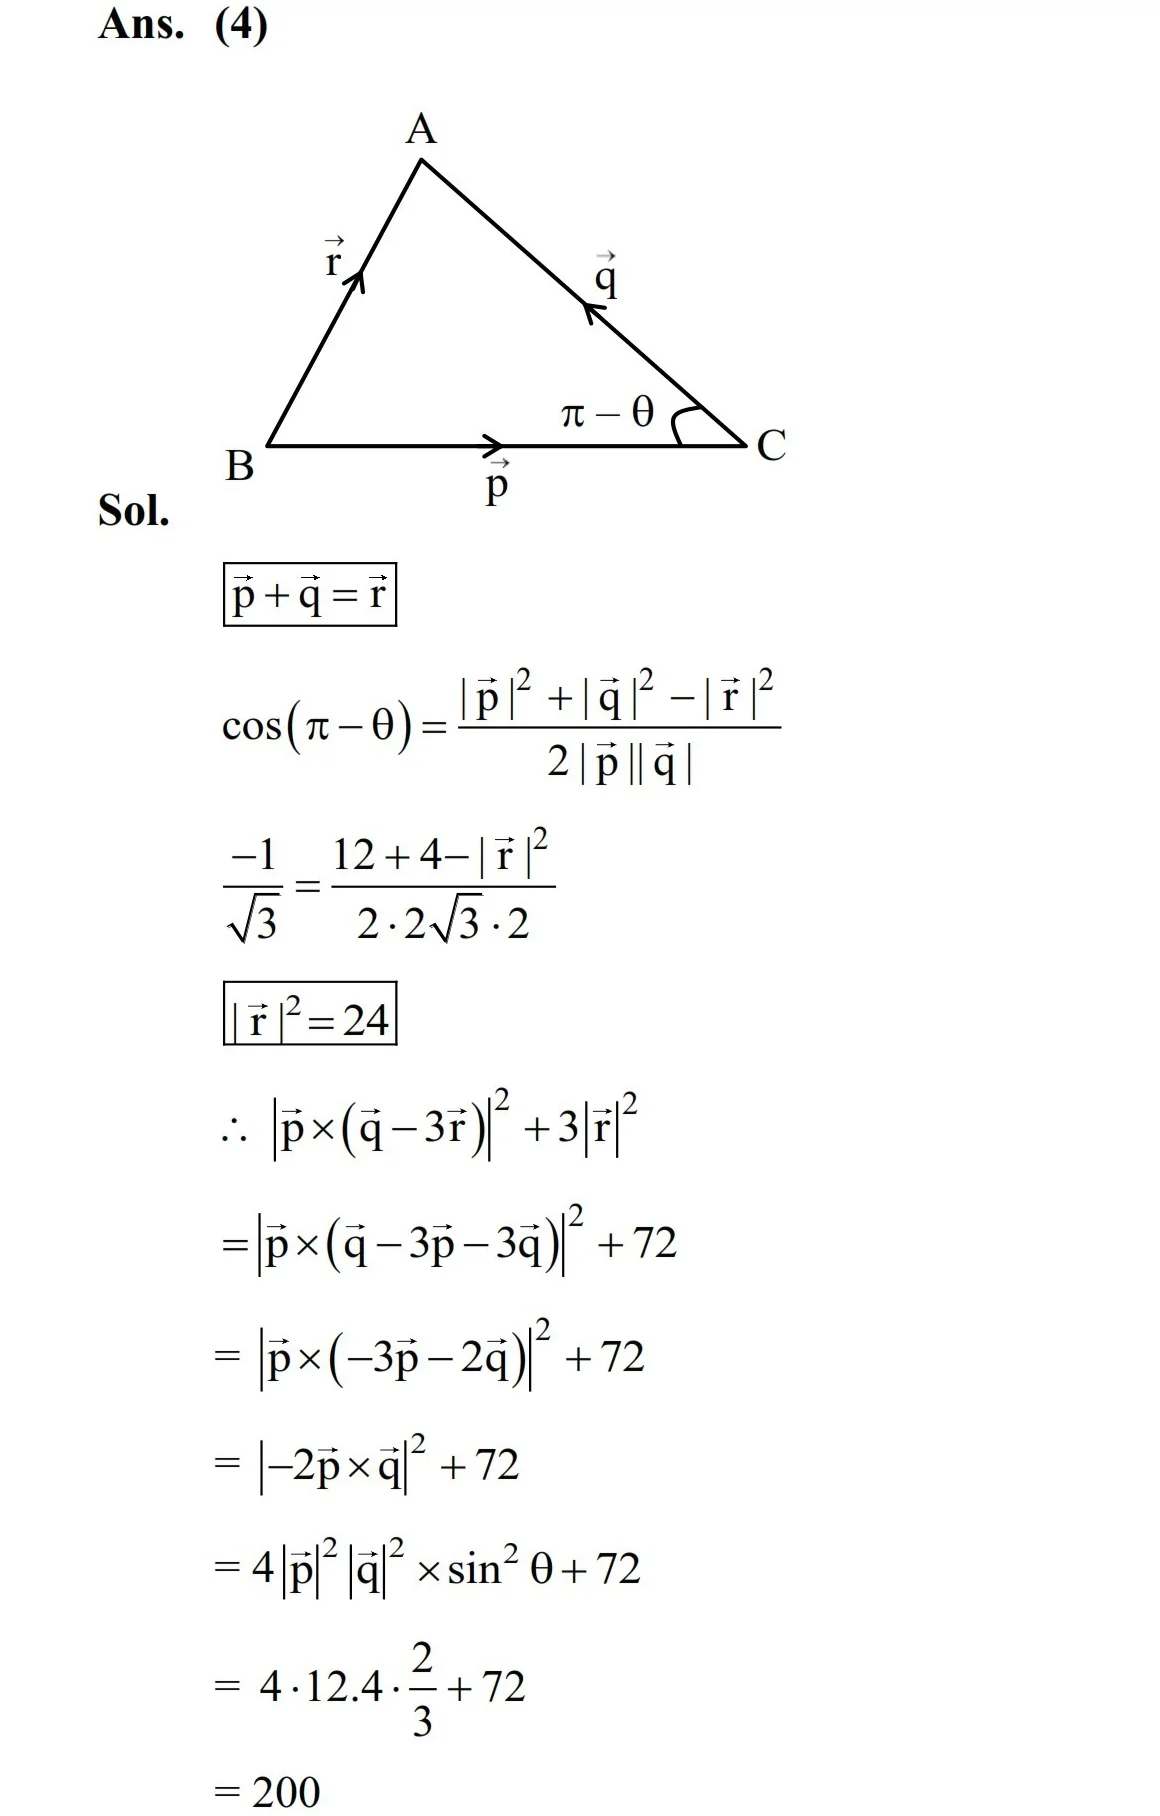 Ans. (4)
A
r⃗
q⃗
π – θ
B
C
p⃗
Sol.
p⃗ + q⃗ = r⃗
cos(π – θ) = (|p⃗|² + |q⃗|² – |r⃗|²) / (2|p⃗||q⃗|)
–1/√3 = (12 + 4 – |r⃗|²) / (2·2√3·2)
|r⃗|² = 24
∴ |p⃗ × (q⃗ – 3r⃗)|² + 3|r⃗|²
= |p⃗ × (q⃗ – 3p⃗ – 3q⃗)|² + 72
= |p⃗ × (–3p⃗ – 2q⃗)|² + 72
= |–2p⃗ × q⃗|² + 72
= 4|p⃗|² |q⃗|² × sin² θ + 72
= 4·12.4·2/3 + 72
= 200